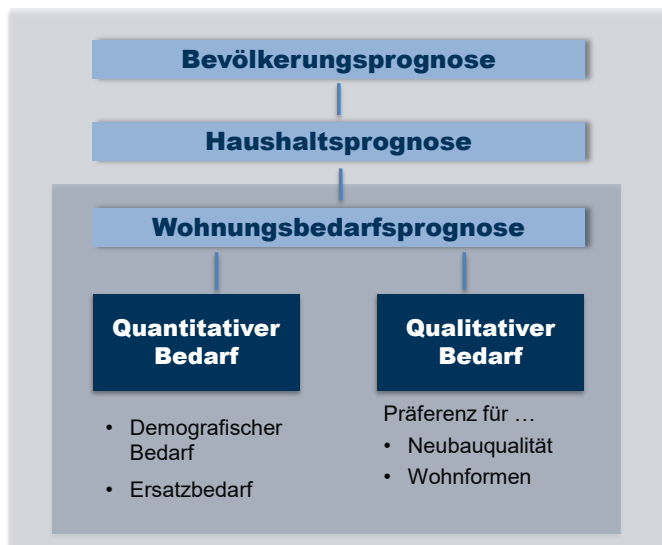 Bevölkerungsprognose
Haushaltsprognose
Wohnungsbedarfsprognose
Quantitativer
Bedarf
• Demografischer
Bedarf
• Ersatzbedarf
Qualitativer
Bedarf
Präferenz für …
• Neubauqualität
• Wohnformen